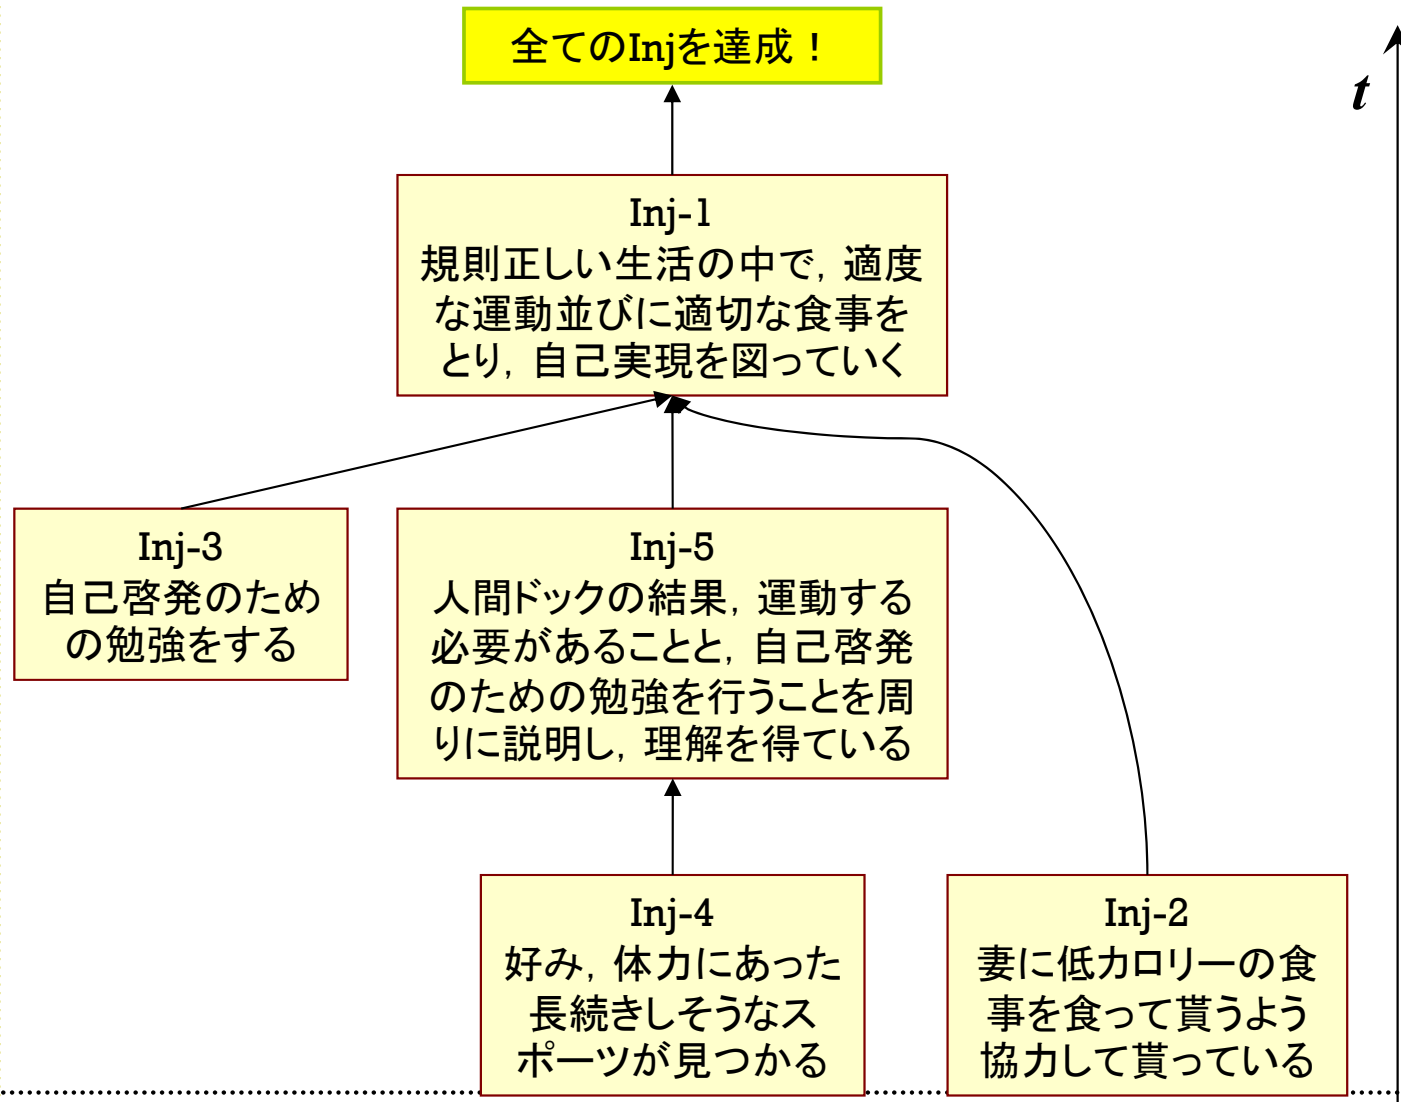 全てのInjを達成！
t
Inj-1
規則正しい生活の中で, 適度
な運動並びに適切な食事を
とり, 自己実現を図っていく
Inj-3
自己啓発のため
の勉強をする
Inj-5
人間ドックの結果, 運動する
必要があることと, 自己啓発
のための勉強を行うことを周
りに説明し, 理解を得ている
Inj-4
好み, 体力にあった
長続きしそうなス
ポーツが見つかる
Inj-2
妻に低カロリーの食
事を食って貰うよう
協力して貰っている